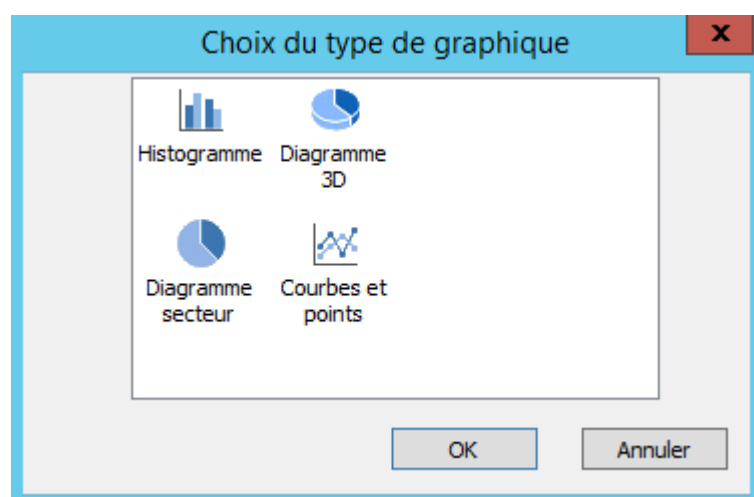 Choix du type de graphique
x
Histogramme
Diagramme
3D
Diagramme
secteur
Courbes et
points
OK
Annuler